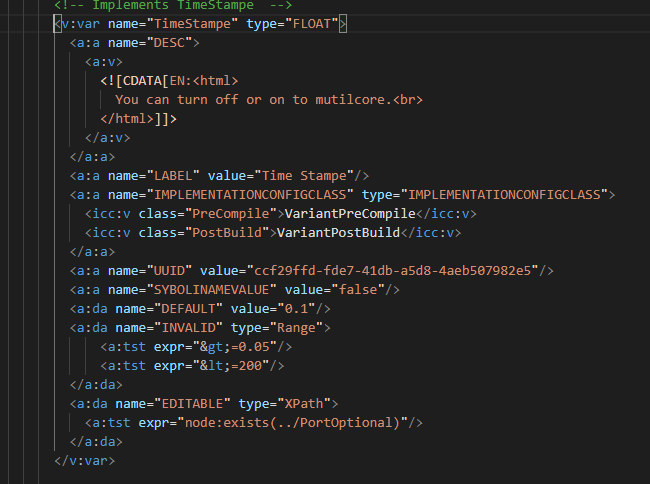 <!-- Implements TimeStampe  -->
<v:var name="TimeStampe" type="FLOAT">
<a:a name="DESC">
<a:v>
<![CDATA[EN:<html>
You can turn off or on to mutilcore.<br>
</html>]]>
</a:v>
</a:a>
<a:a name="LABEL" value="Time Stampe"/>
<a:a name="IMPLEMENTATIONCONFIGCLASS" type="IMPLEMENTATIONCONFIGCLASS">
<icc:v class="PreCompile">VariantPreCompile</icc:v>
<icc:v class="PostBuild">VariantPostBuild</icc:v>
</a:a>
<a:a name="UUID" value="ccf29ffd-fde7-41db-a5d8-4aeb507982e5"/>
<a:a name="SYBOLINAMEVALUE" value="false"/>
<a:da name="DEFAULT" value="0.1"/>
<a:da name="INVALID" type="Range">
<a:tst expr="&gt;=0.05"/>
<a:tst expr="&lt;=200"/>
</a:da>
<a:da name="EDITABLE" type="XPath">
<a:tst expr="node:exists(../PortOptional)"/>
</a:da>
</v:var>